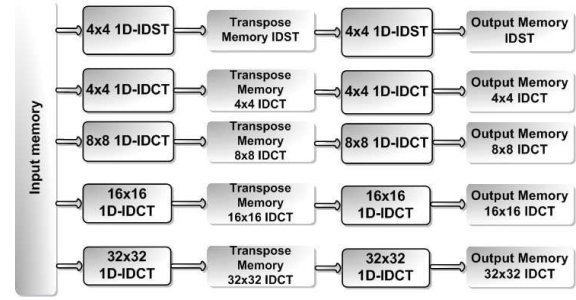 Input memory
4x4 1D-IDST
Transpose
Memory IDST
4x4 1D-IDST
Output Memory
IDST
4x4 1D-IDCT
Transpose
Memory
4x4 IDCT
4x4 1D-IDCT
Output Memory
4x4 IDCT
8x8 1D-IDCT
Transpose
Memory
8x8 IDCT
8x8 1D-IDCT
Output Memory
8x8 IDCT
16x16
1D-IDCT
Transpose
Memory
16x16 IDCT
16x16
1D-IDCT
Output Memory
16x16 IDCT
32x32
1D-IDCT
Transpose
Memory
32x32 IDCT
32x32
1D-IDCT
Output Memory
32x32 IDCT